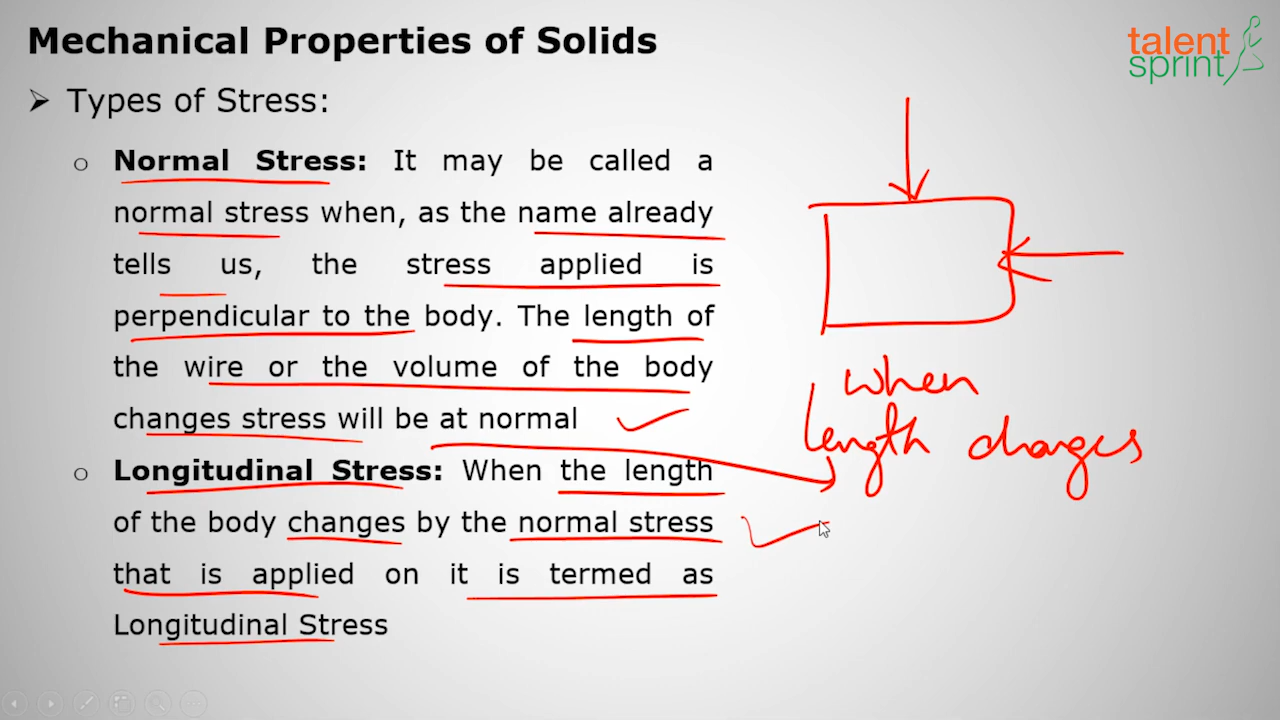 Mechanical Properties of Solids
talent
sprint
➢ Types of Stress:
o Normal Stress: It may be called a
normal stress when, as the name already
tells us, the stress applied is
perpendicular to the body. The length of
the wire or the volume of the body
changes stress will be at normal
o Longitudinal Stress: When the length
of the body changes by the normal stress
that is applied on it is termed as
Longitudinal Stress
when
length changes